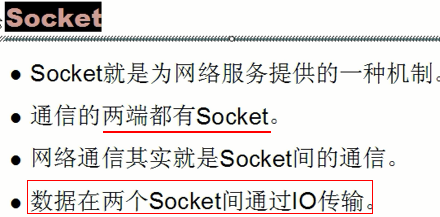 Socket
Socket就是为网络服务提供的一种机制。
通信的两端都有Socket。
网络通信其实就是Socket间的通信。
数据在两个Socket间通过IO传输。